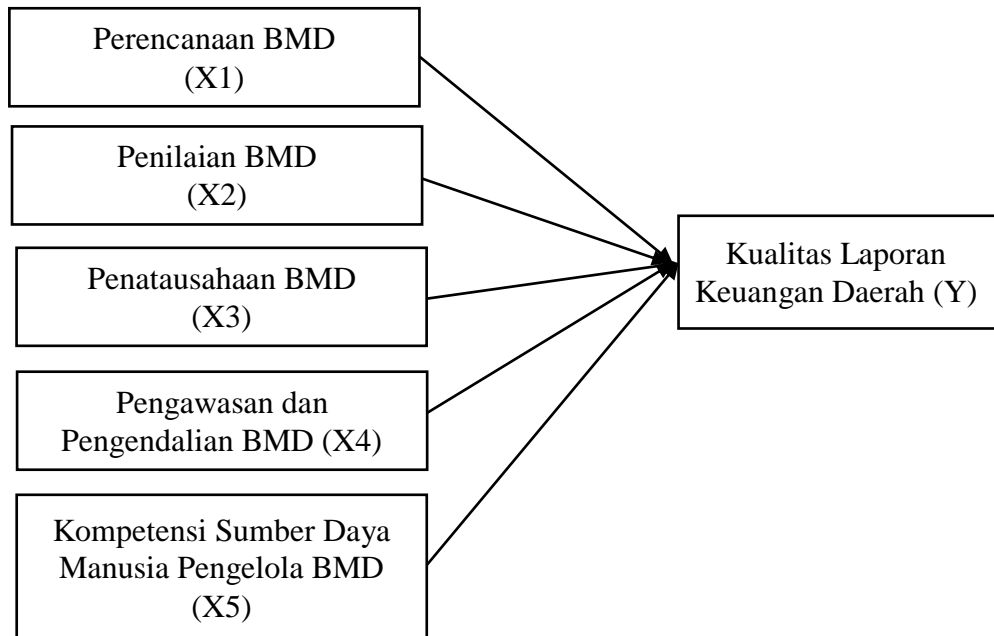 Perencanaan BMD
(X1)
Penilaian BMD
(X2)
Penatausahaan BMD
(X3)
Pengawasan dan
Pengendalian BMD (X4)
Kompetensi Sumber Daya
Manusia Pengelola BMD
(X5)
Kualitas Laporan
Keuangan Daerah (Y)